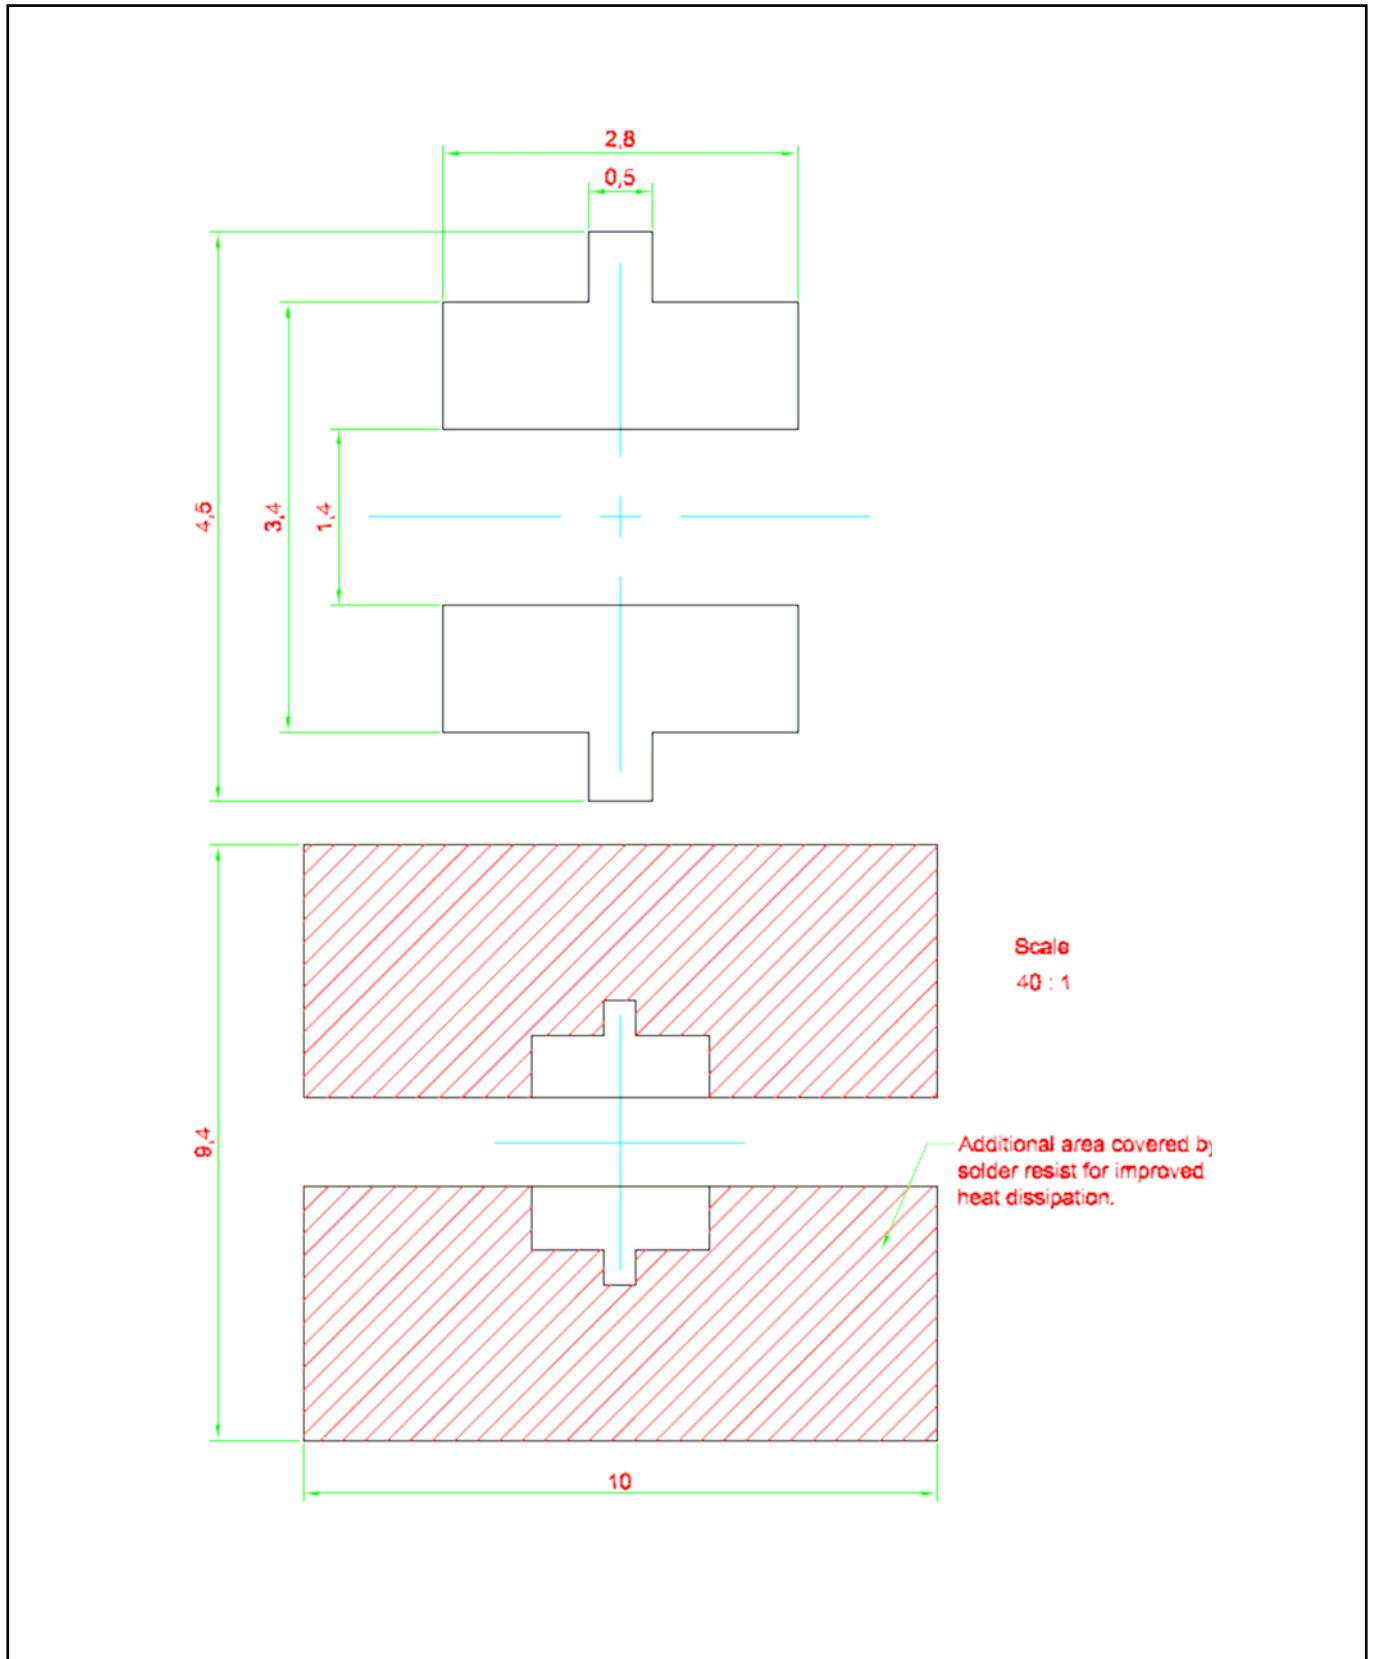 2,8
0,5
4,5
3,4
1,4
Scale
40 : 1
9,4
Additional area covered by
solder resist for improved
heat dissipation.
10